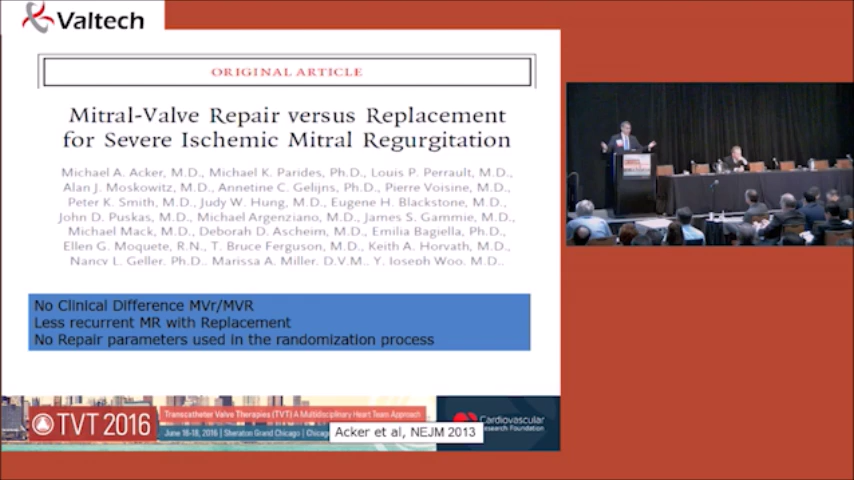 Valtech
ORIGINAL ARTICLE
Mitral-Valve Repair versus Replacement
for Severe Ischemic Mitral Regurgitation
Michael A. Acker, M.D., Michael K. Parides, Ph.D., Louis P. Perrault, M.D.,
Alan J. Moskowitz, M.D., Annetine C. Gelijns, Ph.D., Pierre Voisine, M.D.,
Peter K. Smith, M.D., Judy W. Hung, M.D., Eugene H. Blackstone, M.D.,
John D. Puskas, M.D., Michael Argenziano, M.D., James S. Gammie, M.D.,
Michael Mack, M.D., Deborah D. Ascheim, M.D., Emilia Bagiella, Ph.D.,
Ellen G. Moquete, R.N., T. Bruce Ferguson, M.D., Keith A. Horvath, M.D.,
Nancy L. Geller, Ph.D., Marissa A. Miller, D.V.M., Y. Joseph Woo, M.D.,
No Clinical Difference MVr/MVR
Less recurrent MR with Replacement
No Repair parameters used in the randomization process
TVT 2016
Transcatheter Valve Therapies (TVT) A Multidisciplinary Heart Team Approach
June 16-18, 2016 | Sheraton Grand Chicago | Chicago
Acker et al, NEJM 2013
Cardiovascular
Research Foundation